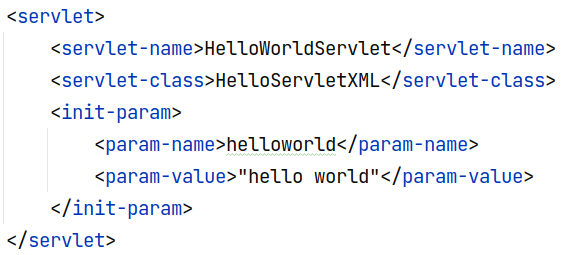 <servlet>
<servlet-name>HelloWorldServlet</servlet-name>
<servlet-class>HelloServletXML</servlet-class>
<init-param>
<param-name>helloworld</param-name>
<param-value>"hello world"</param-value>
</init-param>
</servlet>